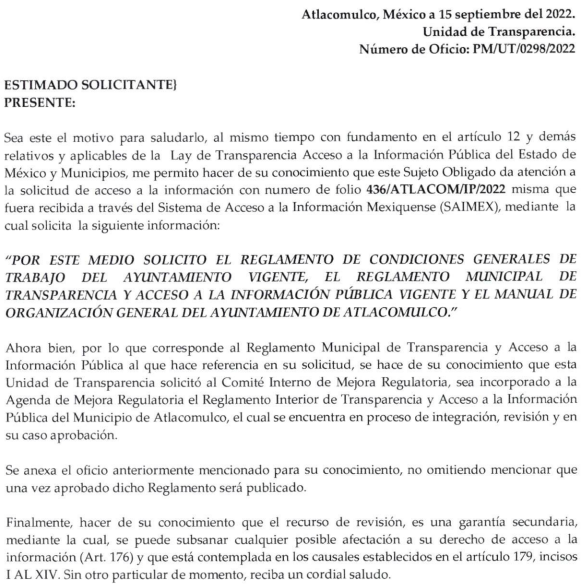 Atlacomulco, México a 15 septiembre del 2022.
Unidad de Transparencia.
Número de Oficio: PM/UT/0298/2022
ESTIMADO SOLICITANTE}
PRESENTE:
Sea este el motivo para saludarlo, al mismo tiempo con fundamento en el artículo 12 y demás
relativos y aplicables de la Lay de Transparencia Acceso a la Información Pública del Estado de
México y Municipios, me permito hacer de su conocimiento que este Sujeto Obligado da atención a
la solicitud de acceso a la información con numero de folio 436/ATLACOM/IP/2022 misma que
fuera recibida a través del Sistema de Acceso a la Información Mexiquense (SAIMEX), mediante la
cual solicita la siguiente información:
“POR ESTE MEDIO SOLICITO EL REGLAMENTO DE CONDICIONES GENERALES DE
TRABAJO DEL AYUNTAMIENTO VIGENTE, EL REGLAMENTO MUNICIPAL DE
TRANSPARENCIA Y ACCESO A LA INFORMACIÓN PÚBLICA VIGENTE Y EL MANUAL DE
ORGANIZACIÓN GENERAL DEL AYUNTAMIENTO DE ATLACOMULCO.”
Ahora bien, por lo que corresponde al Reglamento Municipal de Transparencia y Acceso a la
Información Pública al que hace referencia en su solicitud, se hace de su conocimiento que esta
Unidad de Transparencia solicitó al Comité Interno de Mejora Regulatoria, sea incorporado a la
Agenda de Mejora Regulatoria el Reglamento Interior de Transparencia y Acceso a la Información
Pública del Municipio de Atlacomulco, el cual se encuentra en proceso de integración, revisión y en
su caso aprobación.
Se anexa el oficio anteriormente mencionado para su conocimiento, no omitiendo mencionar que
una vez aprobado dicho Reglamento será publicado.
Finalmente, hacer de su conocimiento que el recurso de revisión, es una garantía secundaria,
mediante la cual, se puede subsanar cualquier posible afectación a su derecho de acceso a la
información (Art. 176) y que está contemplada en los causales establecidos en el artículo 179, incisos
I AL XIV. Sin otro particular de momento, reciba un cordial saludo.